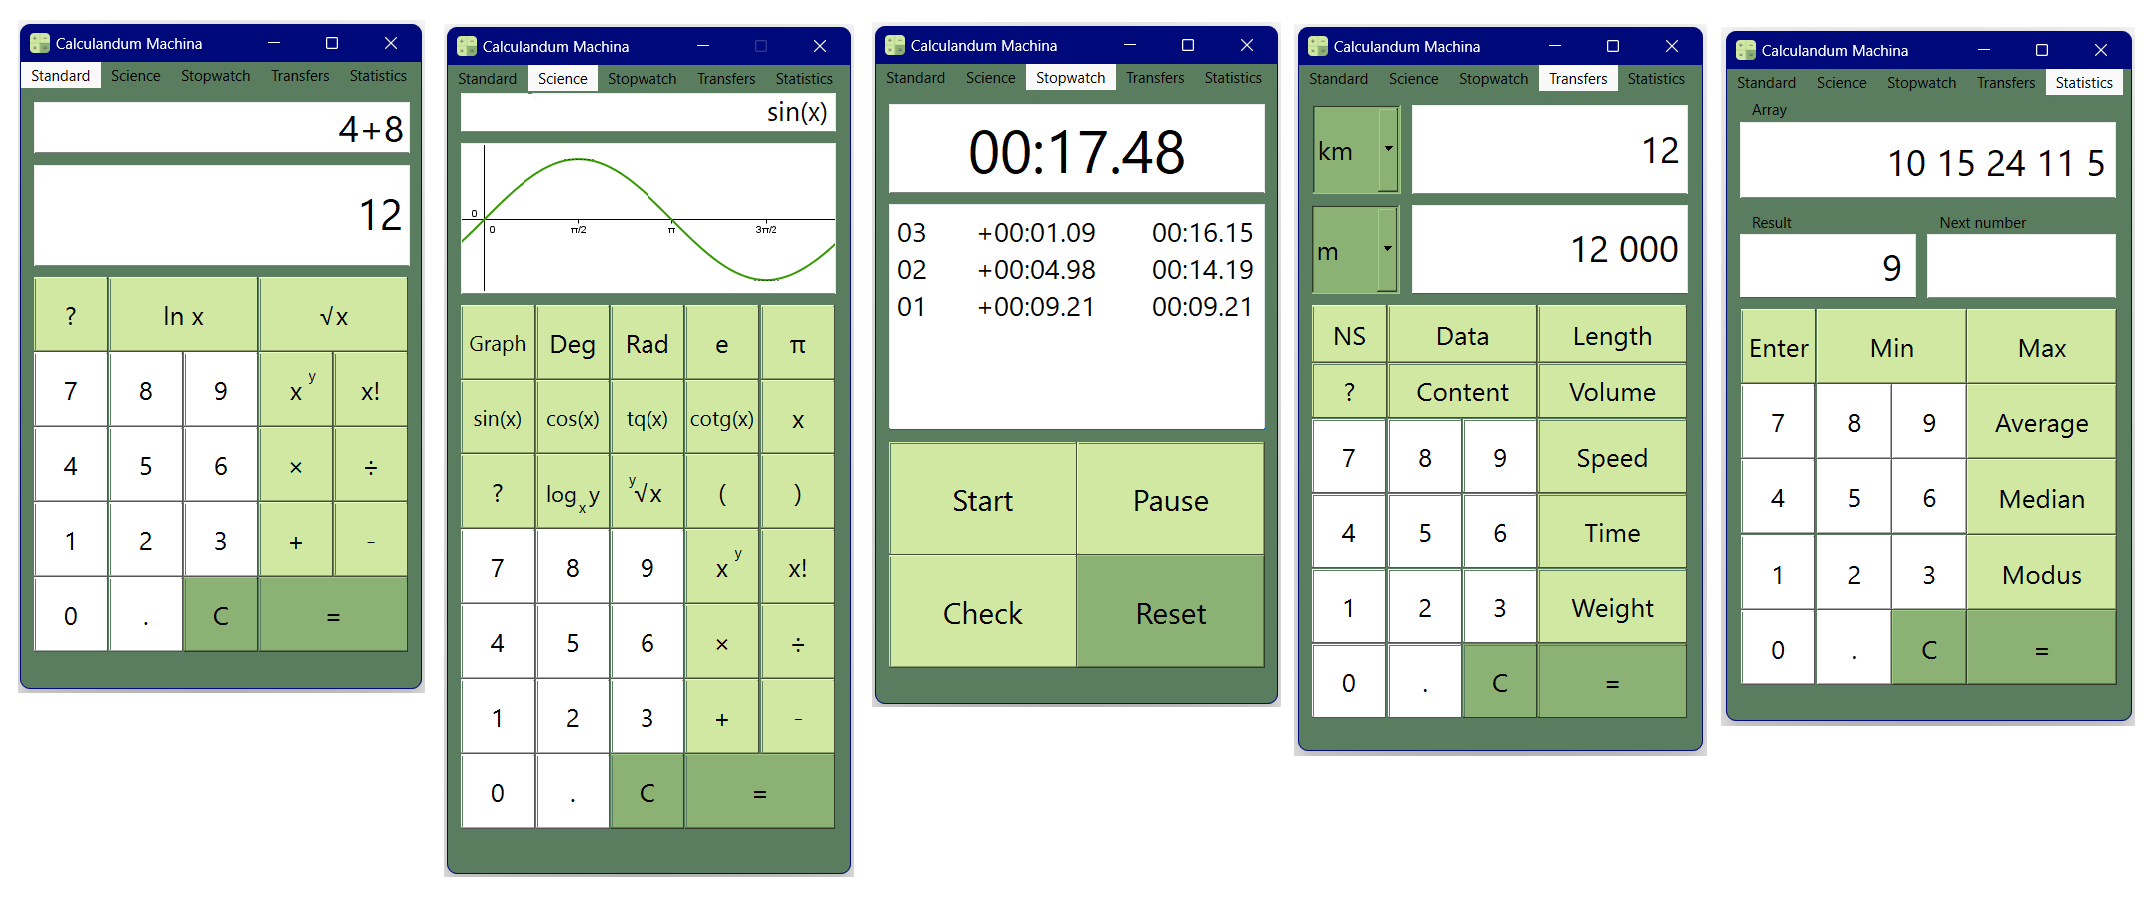 Calculandum Machina
Standard Science Stopwatch Transfers Statistics
4+8
12
? ln x √x
7 8 9 x^y x!
4 5 6 × ÷
1 2 3 + -
0 . C =
Calculandum Machina
Standard Science Stopwatch Transfers Statistics
sin(x)
0
0 π/2 π 3π/2
Graph Deg Rad e π
sin(x) cos(x) tq(x) cotg(x) x
? log_x y y√x ( )
7 8 9 x^y x!
4 5 6 × ÷
1 2 3 + -
0 . C =
Calculandum Machina
Standard Science Stopwatch Transfers Statistics
00:17.48
03 +00:01.09 00:16.15
02 +00:04.98 00:14.19
01 +00:09.21 00:09.21
Start Pause
Check Reset
Calculandum Machina
Standard Science Stopwatch Transfers Statistics
km 12
m 12 000
NS Data Length
? Content Volume
7 8 9 Speed
4 5 6 Time
1 2 3 Weight
0 . C =
Calculandum Machina
Standard Science Stopwatch Transfers Statistics
Array
10 15 24 11 5
Result Next number
9
Enter Min Max
7 8 9 Average
4 5 6 Median
1 2 3 Modus
0 . C =